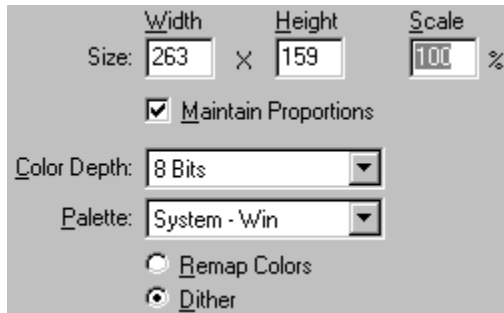 Width Height Scale
Size: 263 X 159 100 %
Maintain Proportions
Color Depth: 8 Bits
Palette: System - Win
Remap Colors
Dither